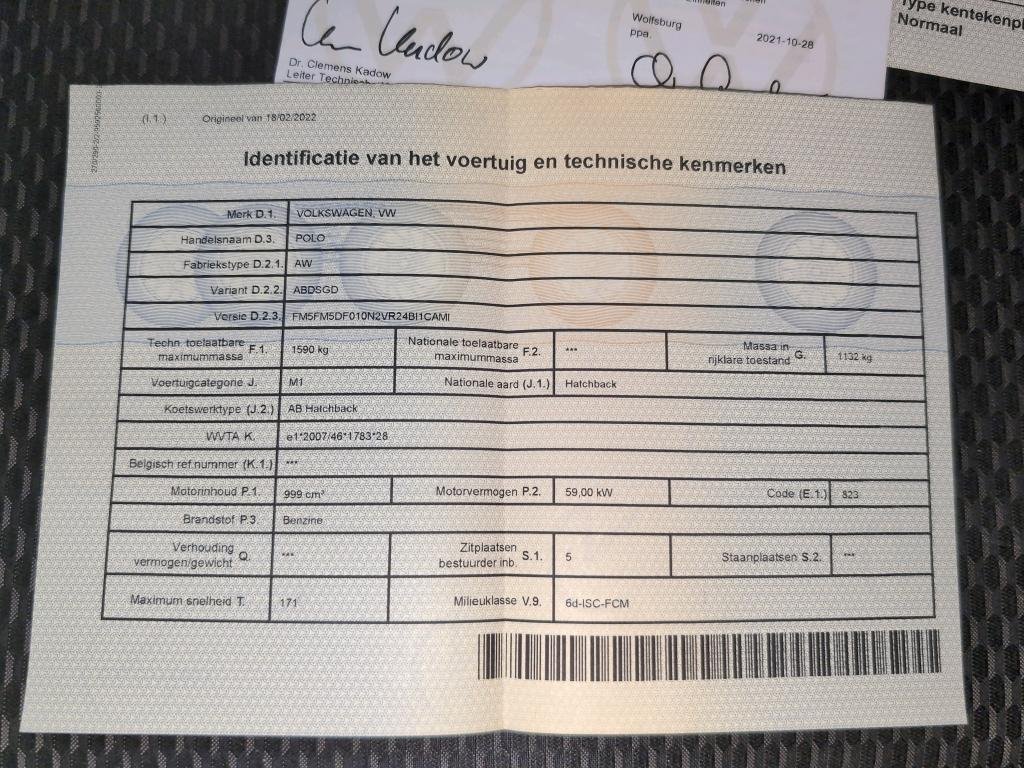 Wolfsburg
ppa.
2021-10-28
Dr. Clemens Kadow
Leiter
Type
Normaal
(I.1.) Origineel van 18/02/2022
Identificatie van het voertuig en technische kenmerken
Merk D.1. VOLKSWAGEN, VW
Handelsnaam D.3. POLO
Fabriekstype D.2.1. AW
Variant D.2.2. ABDSGD
Versie D.2.3. FM5FM5DF010N2VR24BI1CAMI
Techn toelaatbare maximummassa F.1. 1590 kg Nationale toelaatbare maximummassa F.2. *** Massa in rijklare toestand G. 1132 kg
Voertuigcategorie J. M1 Nationale aard (J.1.) Hatchback
Koetswerktype (J.2.) AB Hatchback
WVTA K. e1*2007/46*1783*28
Belgisch ref.nummer (K.1.) ***
Motorinhoud P.1. 999 cm³ Motorvermogen P.2. 59,00 kW Code (E.1.) 823
Brandstof P.3. Benzine
Verhouding vermogen/gewicht Q. *** Zitplaatsen bestuurder inb. S.1. 5 Staanplaatsen S.2. ***
Maximum snelheid T. 171 Milieuklasse V.9. 6d-ISC-FCM